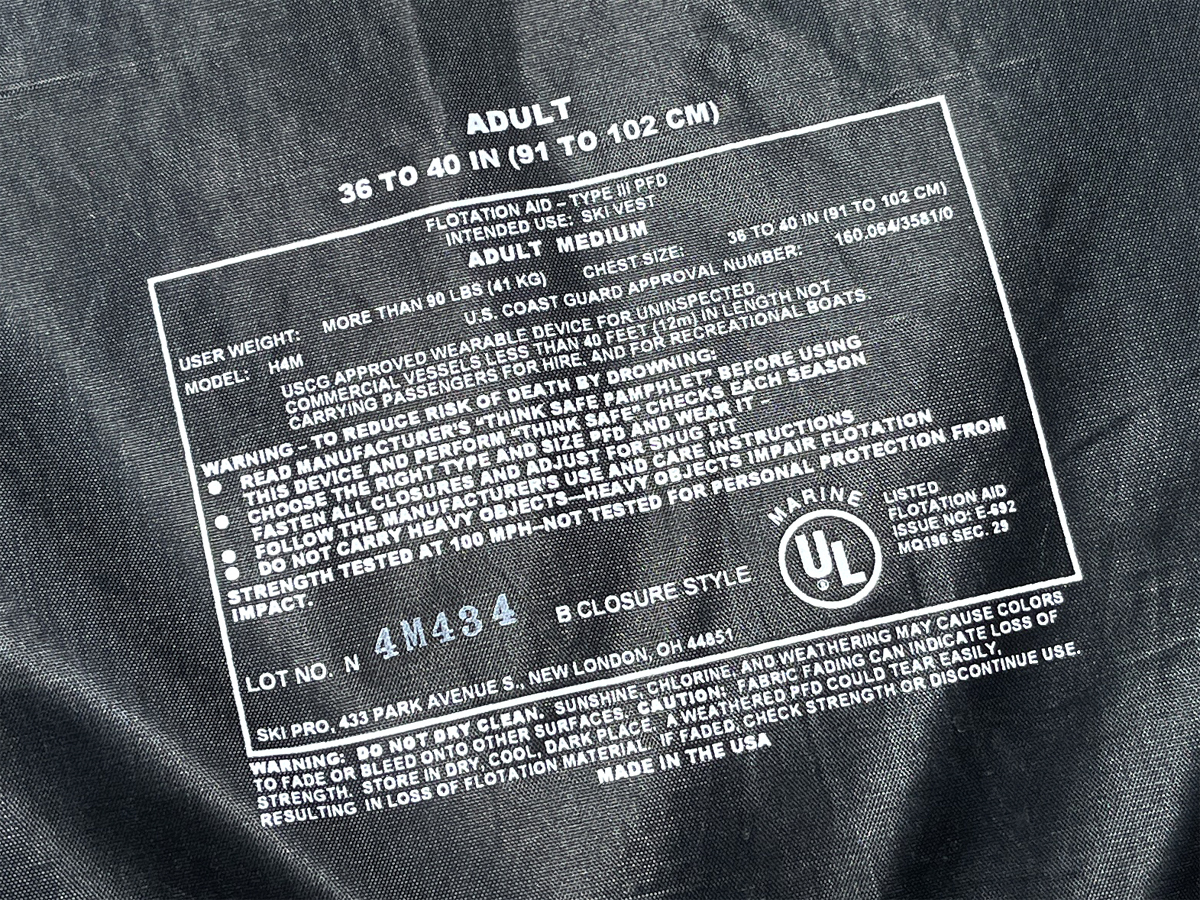 ADULT
36 TO 40 IN (91 TO 102 CM)
FLOTATION AID – TYPE III PFD
INTENDED USE: SKI VEST
ADULT MEDIUM
USER WEIGHT: MORE THAN 90 LBS (41 KG) CHEST SIZE: 36 TO 40 IN (91 TO 102 CM)
MODEL: H4M U.S. COAST GUARD APPROVAL NUMBER: 160.064/3581/0
USCG APPROVED WEARABLE DEVICE FOR UNINSPECTED
COMMERCIAL VESSELS LESS THAN 40 FEET (12m) IN LENGTH NOT
CARRYING PASSENGERS FOR HIRE, AND FOR RECREATIONAL BOATS.
WARNING – TO REDUCE RISK OF DEATH BY DROWNING:
● READ MANUFACTURER'S "THINK SAFE PAMPHLET" BEFORE USING
THIS DEVICE AND PERFORM "THINK SAFE" CHECKS EACH SEASON
● CHOOSE THE RIGHT TYPE AND SIZE PFD AND WEAR IT –
FASTEN ALL CLOSURES AND ADJUST FOR SNUG FIT
● FOLLOW THE MANUFACTURER'S USE AND CARE INSTRUCTIONS
● DO NOT CARRY HEAVY OBJECTS—HEAVY OBJECTS IMPAIR FLOTATION
STRENGTH TESTED AT 100 MPH–NOT TESTED FOR PERSONAL PROTECTION FROM
IMPACT.
MARINE
UL
®
LISTED
FLOTATION AID
ISSUE NO: E-692
MQ196 SEC. 29
LOT NO. N 4M434 B CLOSURE STYLE
SKI PRO, 433 PARK AVENUE S., NEW LONDON, OH 44851
WARNING: DO NOT DRY CLEAN. SUNSHINE, CHLORINE, AND WEATHERING MAY CAUSE COLORS
TO FADE OR BLEED ONTO OTHER SURFACES. CAUTION: FABRIC FADING CAN INDICATE LOSS OF
STRENGTH. STORE IN DRY, COOL, DARK PLACE. A WEATHERED PFD COULD TEAR EASILY,
RESULTING IN LOSS OF FLOTATION MATERIAL. IF FADED, CHECK STRENGTH OR DISCONTINUE USE.
MADE IN THE USA